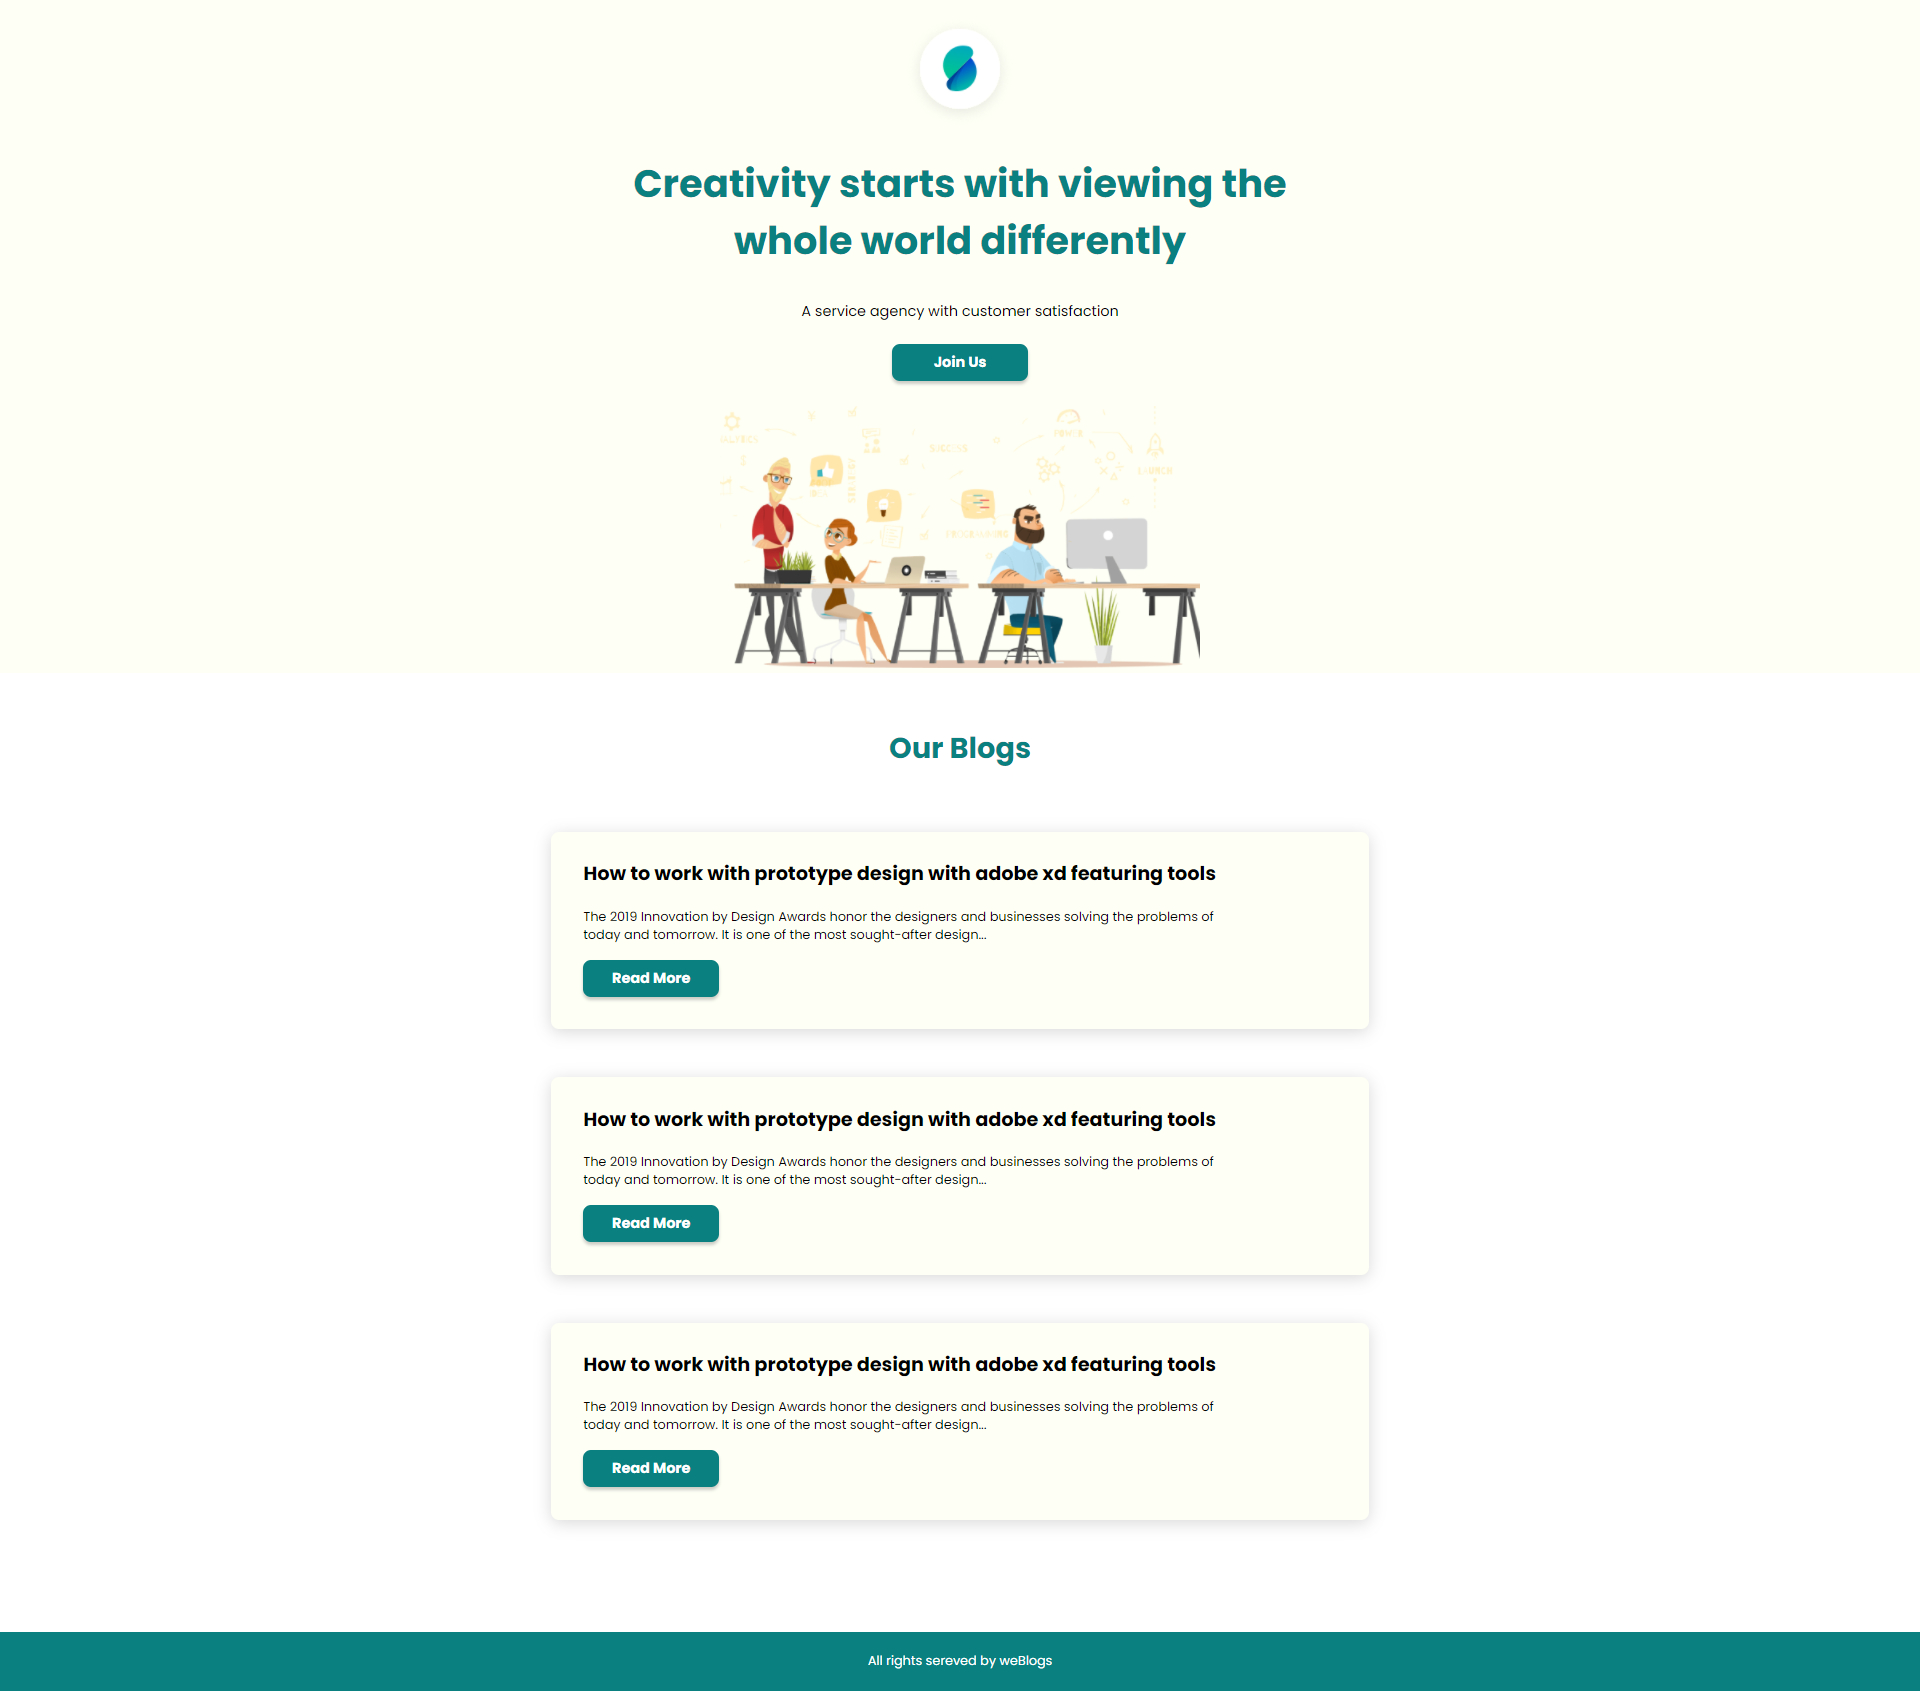 Creativity starts with viewing the
whole world differently
A service agency with customer satisfaction
Join Us
POWER
SUCCESS
LAUNCH
STRATEGY
PROGRAMMING
Our Blogs
How to work with prototype design with adobe xd featuring tools
The 2019 Innovation by Design Awards honor the designers and businesses solving the problems of
today and tomorrow. It is one of the most sought-after design...
Read More
How to work with prototype design with adobe xd featuring tools
The 2019 Innovation by Design Awards honor the designers and businesses solving the problems of
today and tomorrow. It is one of the most sought-after design...
Read More
How to work with prototype design with adobe xd featuring tools
The 2019 Innovation by Design Awards honor the designers and businesses solving the problems of
today and tomorrow. It is one of the most sought-after design...
Read More
All rights sereved by weBlogs